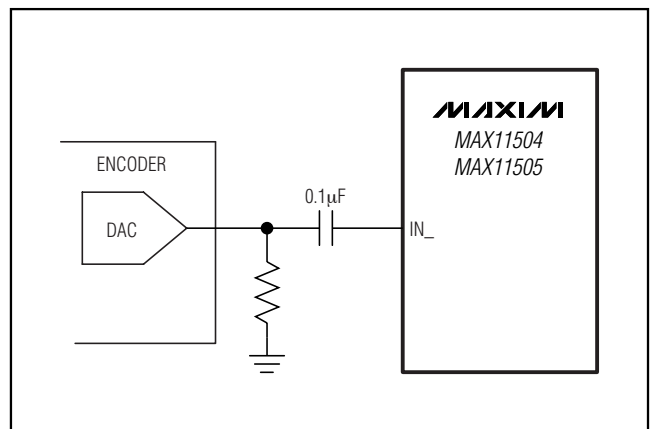 MAXIM
MAX11504
MAX11505
ENCODER
DAC
0.1µF
IN_